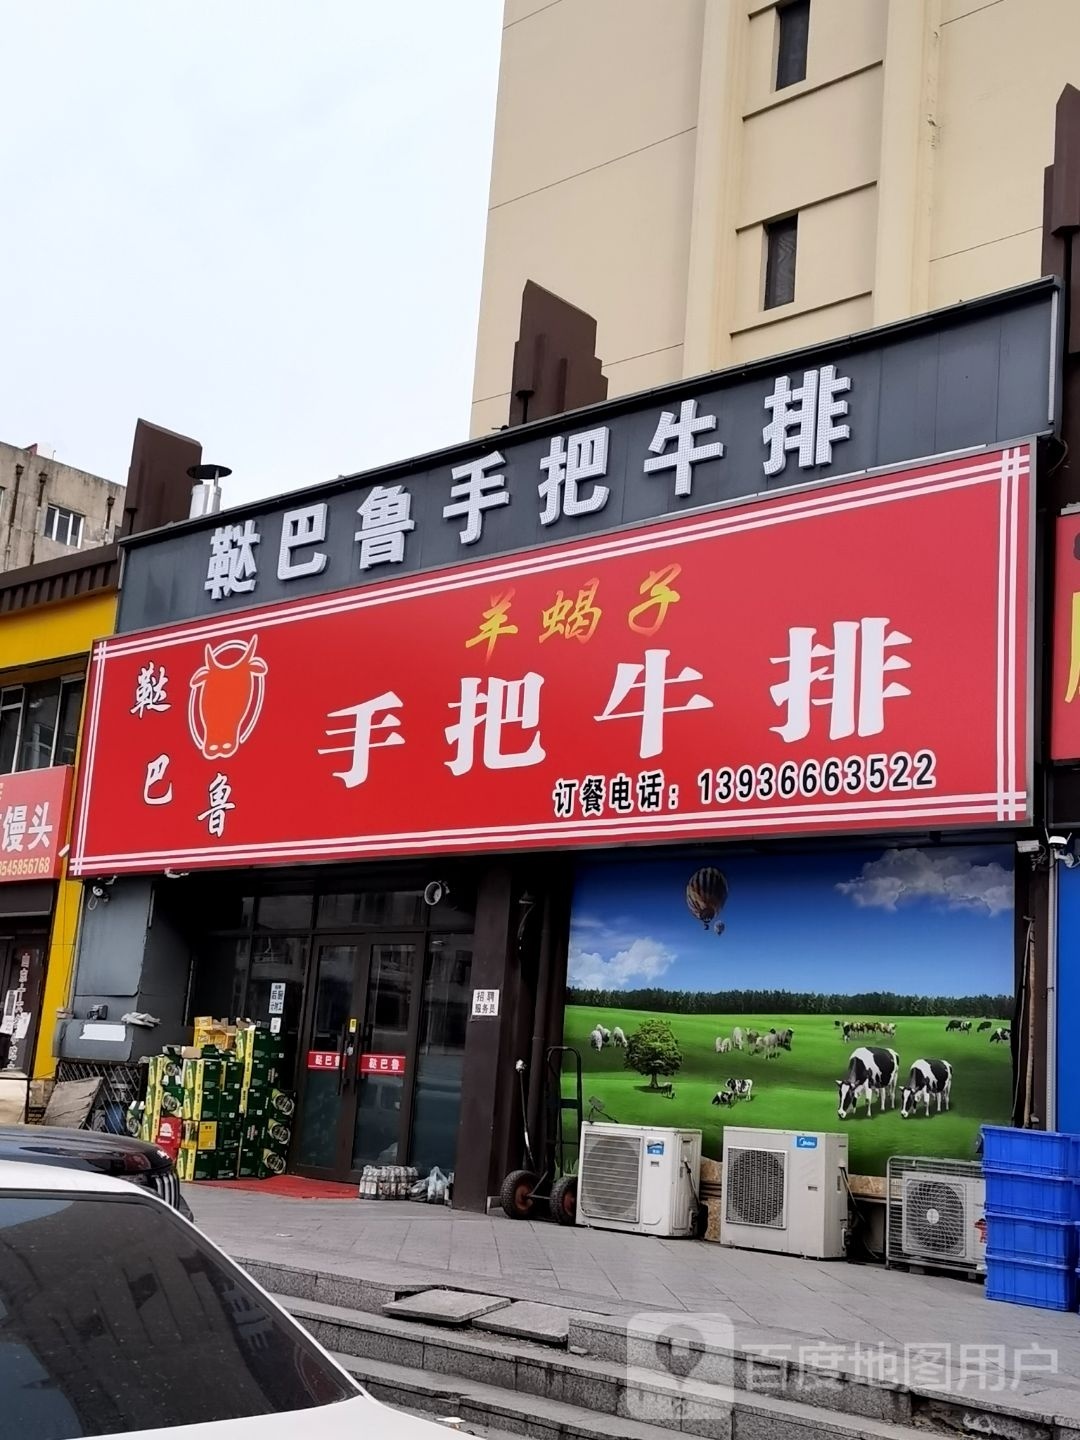 鞑巴鲁手把牛排
羊蝎子
鞑巴鲁
手把牛排
订餐电话：13936663522
馒头
8545856768
招聘
服务员
鞑巴鲁
鞑巴鲁
Midea
百度地图用户